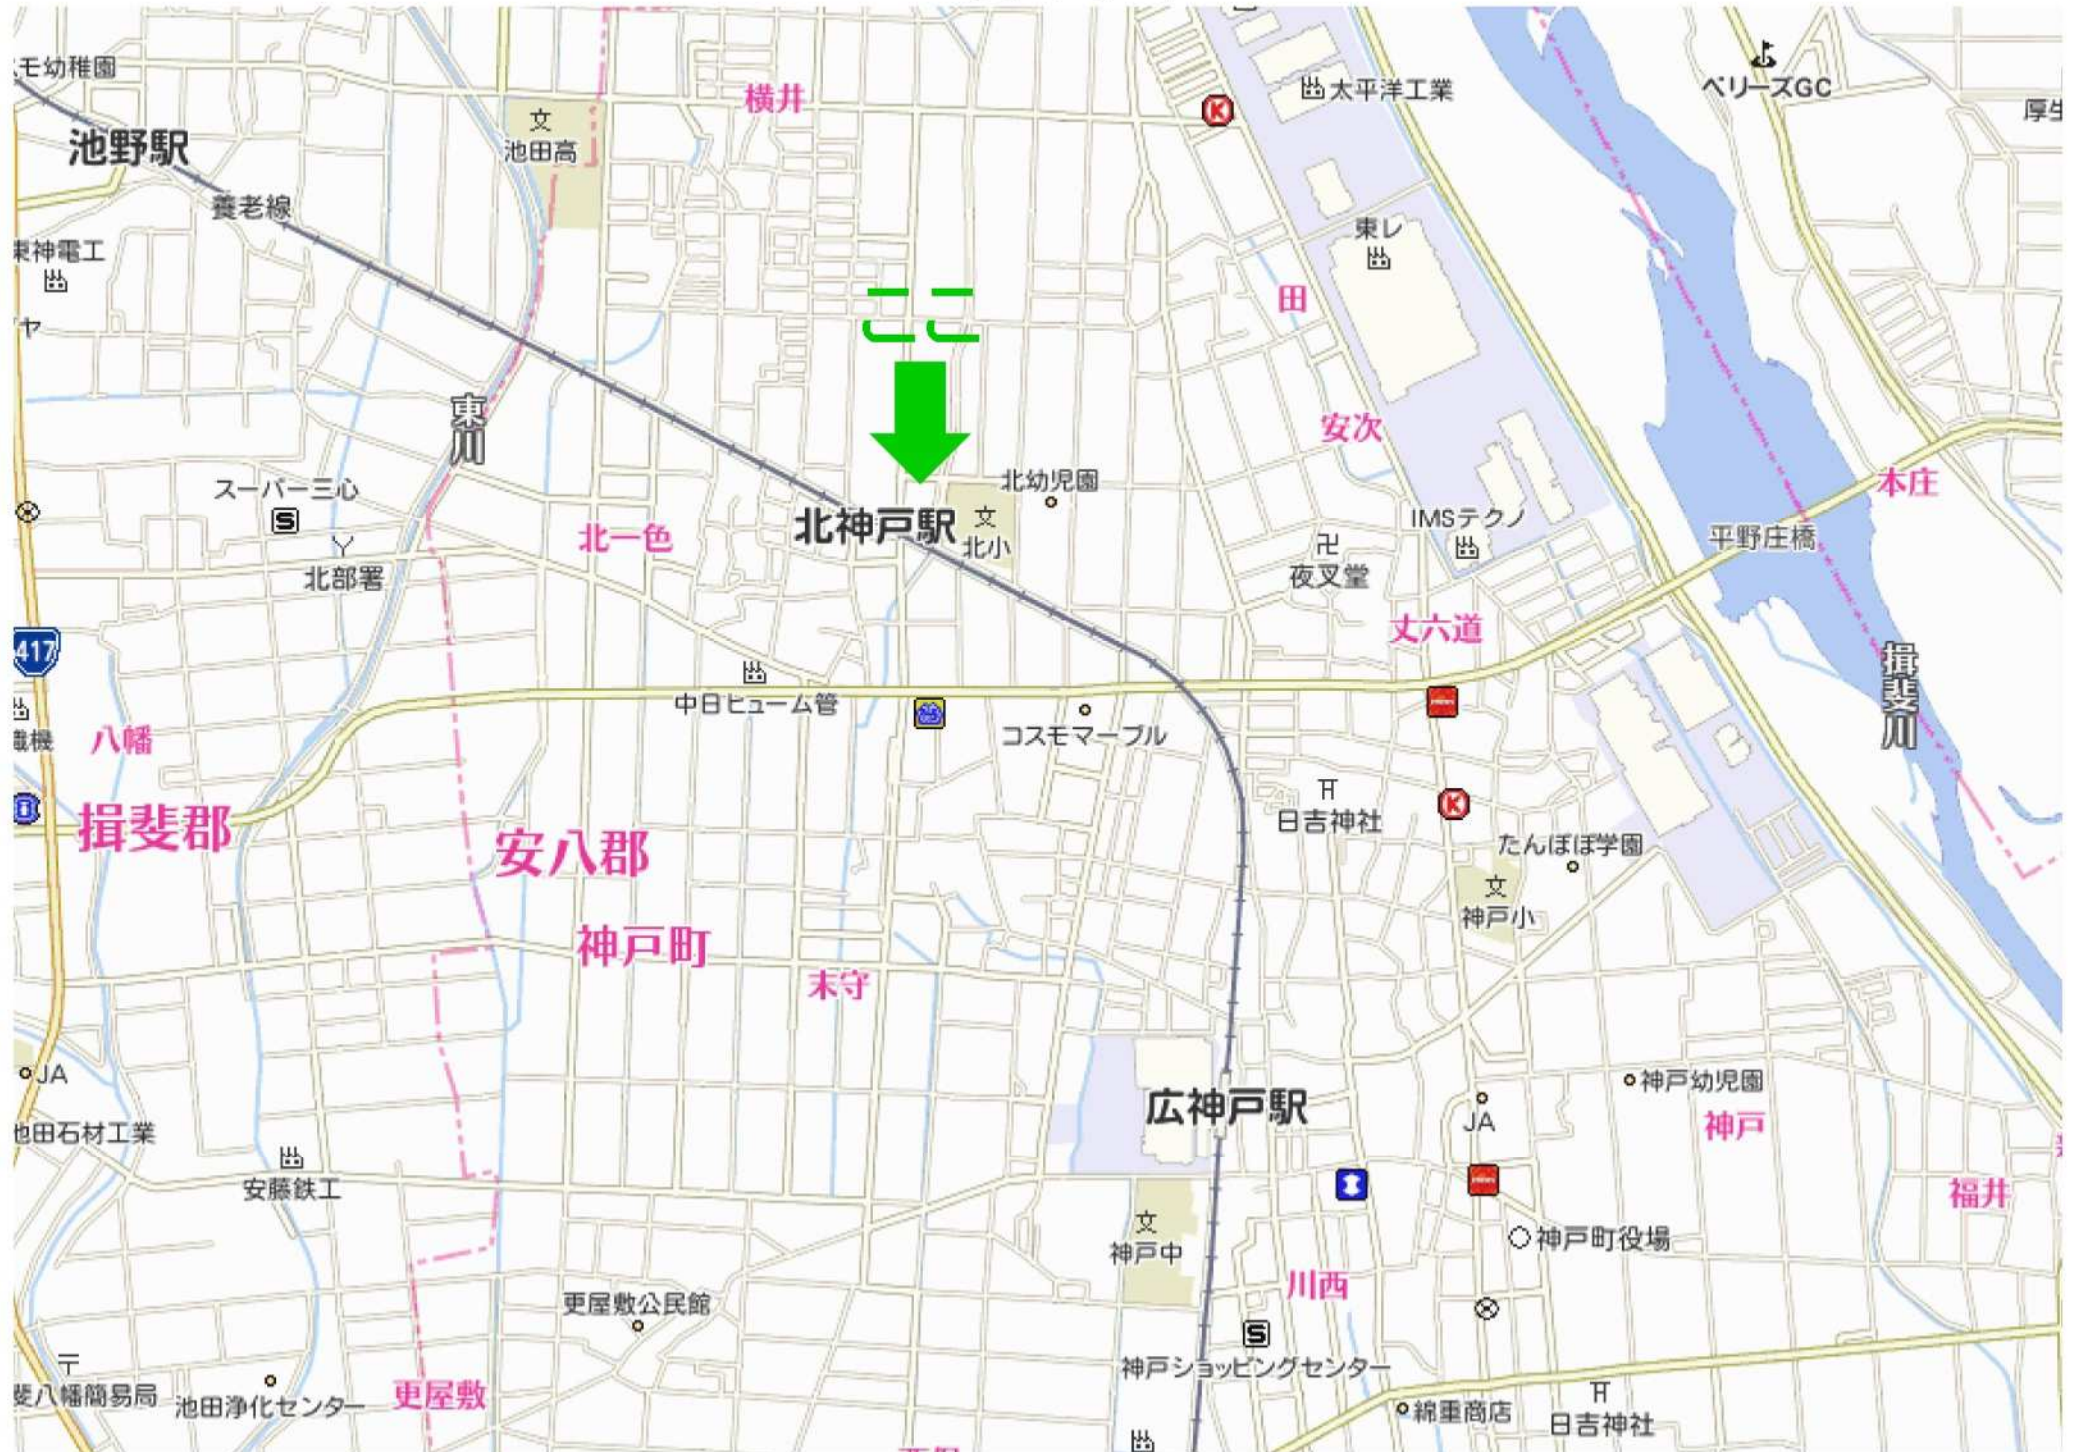 モ幼稚園
横井
太平洋工業
ベリーズGC
厚生
池野駅
文
池田高
養老線
東神電工
東レ
ヤ
ここ
田
東川
安次
スーパー三心
S
北部署
北一色
北神戸駅
文
北小
北幼児園
IMSテクノ
夜叉堂
本庄
平野庄橋
丈六道
417
中日ヒューム管
コスモマーブル
揖斐川
織機
八幡
揖斐郡
安八郡
日吉神社
K
K
たんぽぽ学園
文
神戸小
神戸町
末守
JA
池田石材工業
広神戸駅
神戸幼児園
JA
神戸
安藤鉄工
福井
文
神戸中
神戸町役場
更屋敷公民館
川西
S
神戸ショッピングセンター
斐八幡簡易局
池田浄化センター
更屋敷
綿重商店
日吉神社